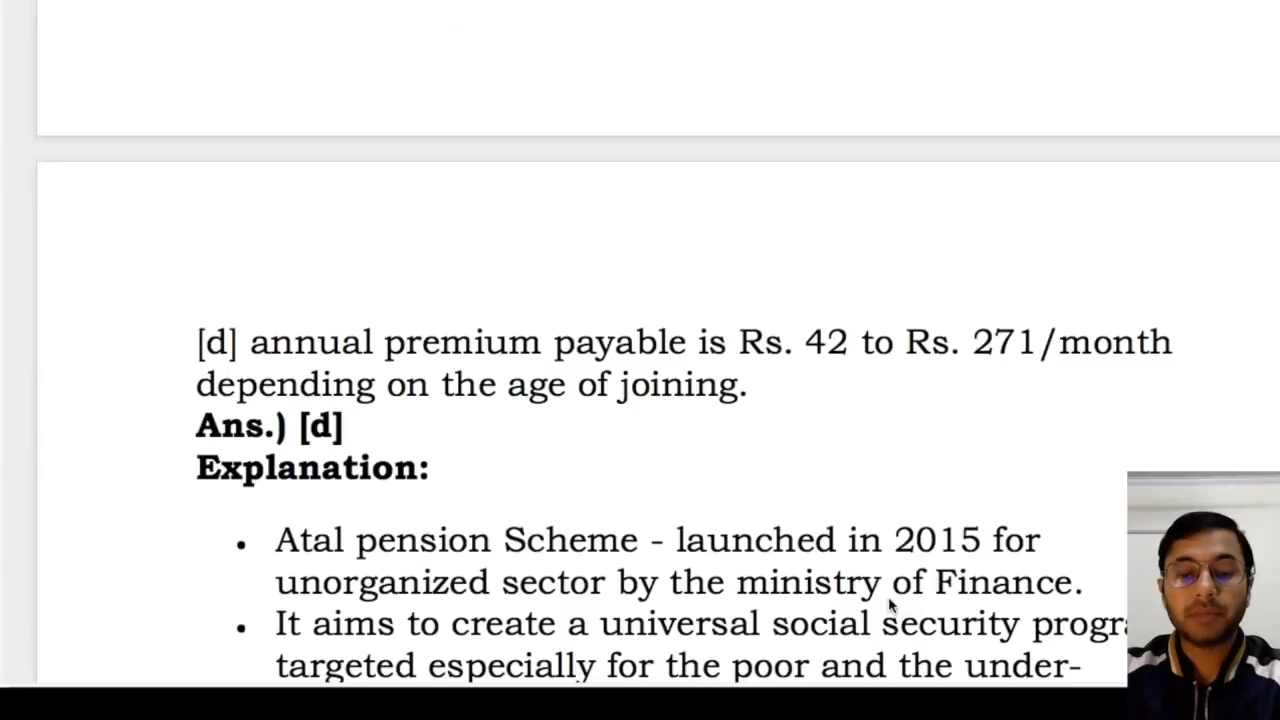 [d] annual premium payable is Rs. 42 to Rs. 271/month
depending on the age of joining.
Ans.) [d]
Explanation:
• Atal pension Scheme - launched in 2015 for
unorganized sector by the ministry of Finance.
• It aims to create a universal social security
targeted especially for the poor and the under-